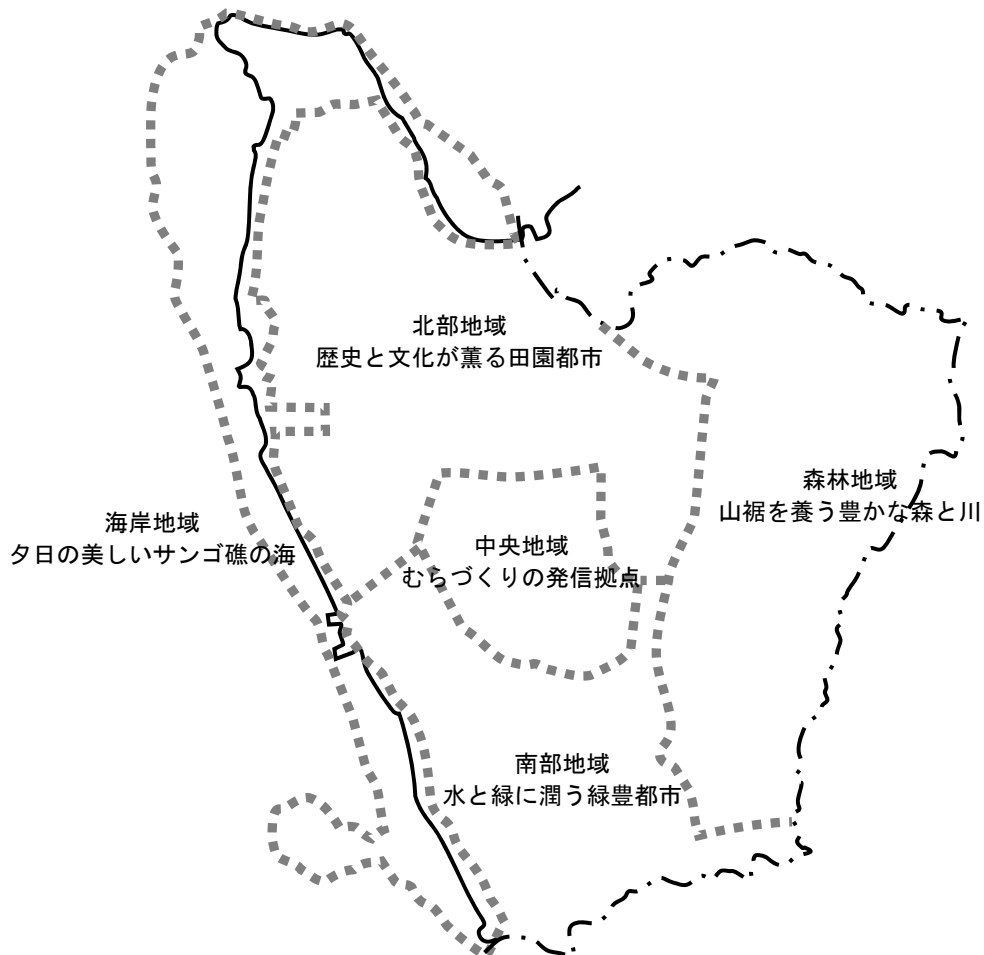 北部地域
歴史と文化が薫る田園都市
森林地域
山裾を養う豊かな森と川
海岸地域
夕日の美しいサンゴ礁の海
中央地域
むらづくりの発信拠点
南部地域
水と緑に潤う緑豊都市